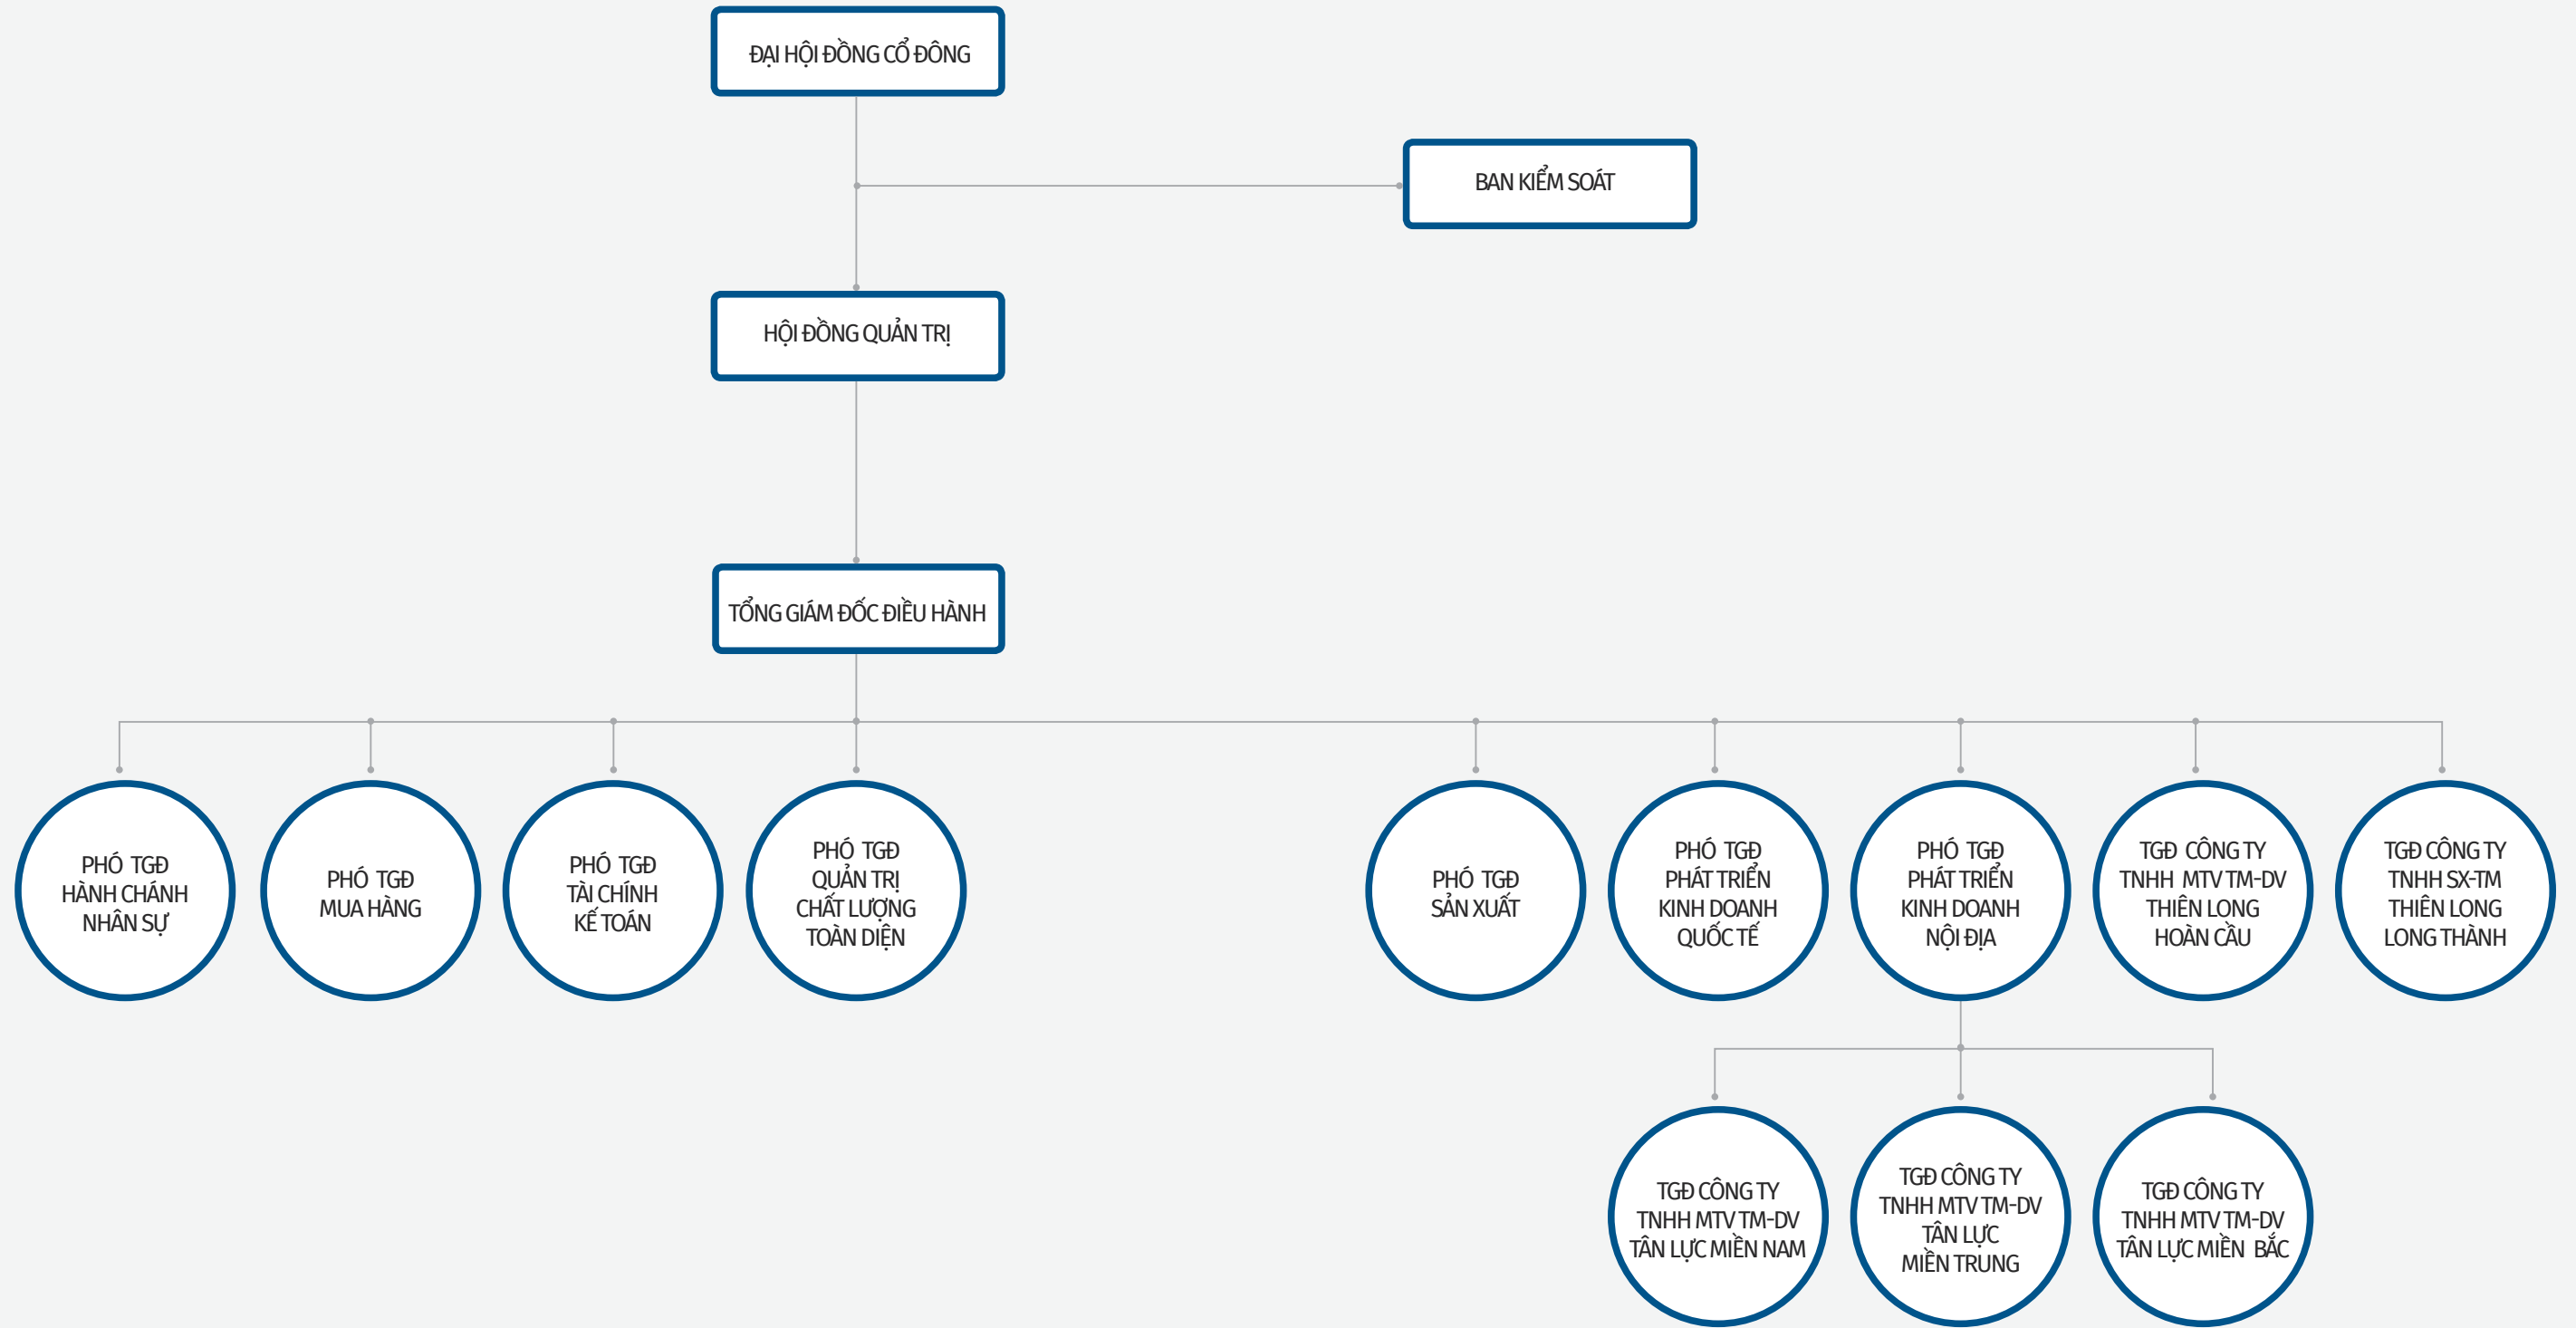 ĐẠI HỘI ĐỒNG CỔ ĐÔNG
BAN KIỂM SOÁT
HỘI ĐỒNG QUẢN TRỊ
TỔNG GIÁM ĐỐC ĐIỀU HÀNH
PHÓ TGĐ
HÀNH CHÁNH
NHÂN SỰ
PHÓ TGĐ
MUA HÀNG
PHÓ TGĐ
TÀI CHÍNH
KẾ TOÁN
PHÓ TGĐ
QUẢN TRỊ
CHẤT LƯỢNG
TOÀN DIỆN
PHÓ TGĐ
SẢN XUẤT
PHÓ TGĐ
PHÁT TRIỂN
KINH DOANH
QUỐC TẾ
PHÓ TGĐ
PHÁT TRIỂN
KINH DOANH
NỘI ĐỊA
TGĐ CÔNG TY
TNHH MTV TM-DV
THIÊN LONG
HOÀN CẦU
TGĐ CÔNG TY
TNHH SX-TM
THIÊN LONG
LONG THÀNH
TGĐ CÔNG TY
TNHH MTV TM-DV
TÂN LỰC MIỀN NAM
TGĐ CÔNG TY
TNHH MTV TM-DV
TÂN LỰC
MIỀN TRUNG
TGĐ CÔNG TY
TNHH MTV TM-DV
TÂN LỰC MIỀN BẮC